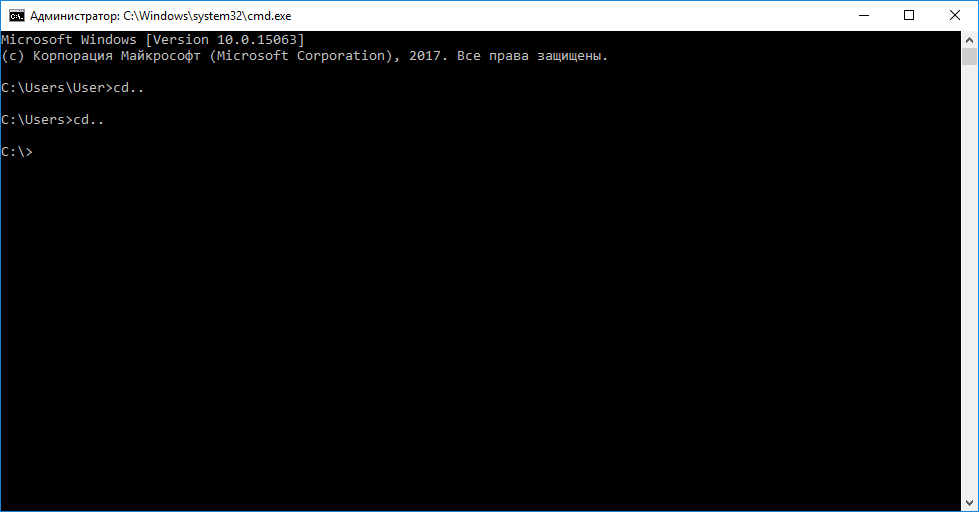 Администратор: C:\Windows\system32\cmd.exe
Microsoft Windows [Version 10.0.15063]
(c) Корпорация Майкрософт (Microsoft Corporation), 2017. Все права защищены.
C:\Users\User>cd..
C:\Users>cd..
C:\>